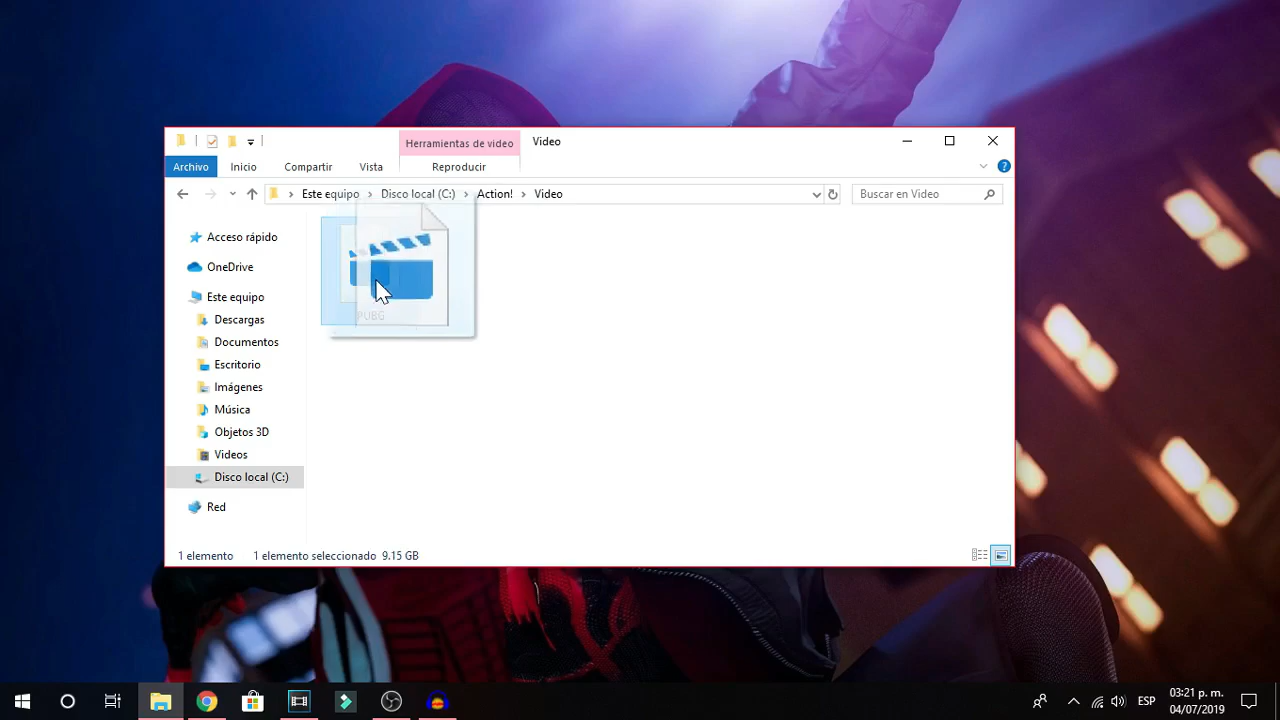 Herramientas de video
Video
Archivo
Inicio
Compartir
Vista
Reproducir
Este equipo
Disco local (C:)
Action!
Video
Buscar en Video
Acceso rápido
OneDrive
Este equipo
Descargas
Documentos
Escritorio
Imágenes
Música
Objetos 3D
Videos
Disco local (C:)
Red
PUBG
1 elemento
1 elemento seleccionado 9.15 GB
ESP
03:21 p. m.
04/07/2019